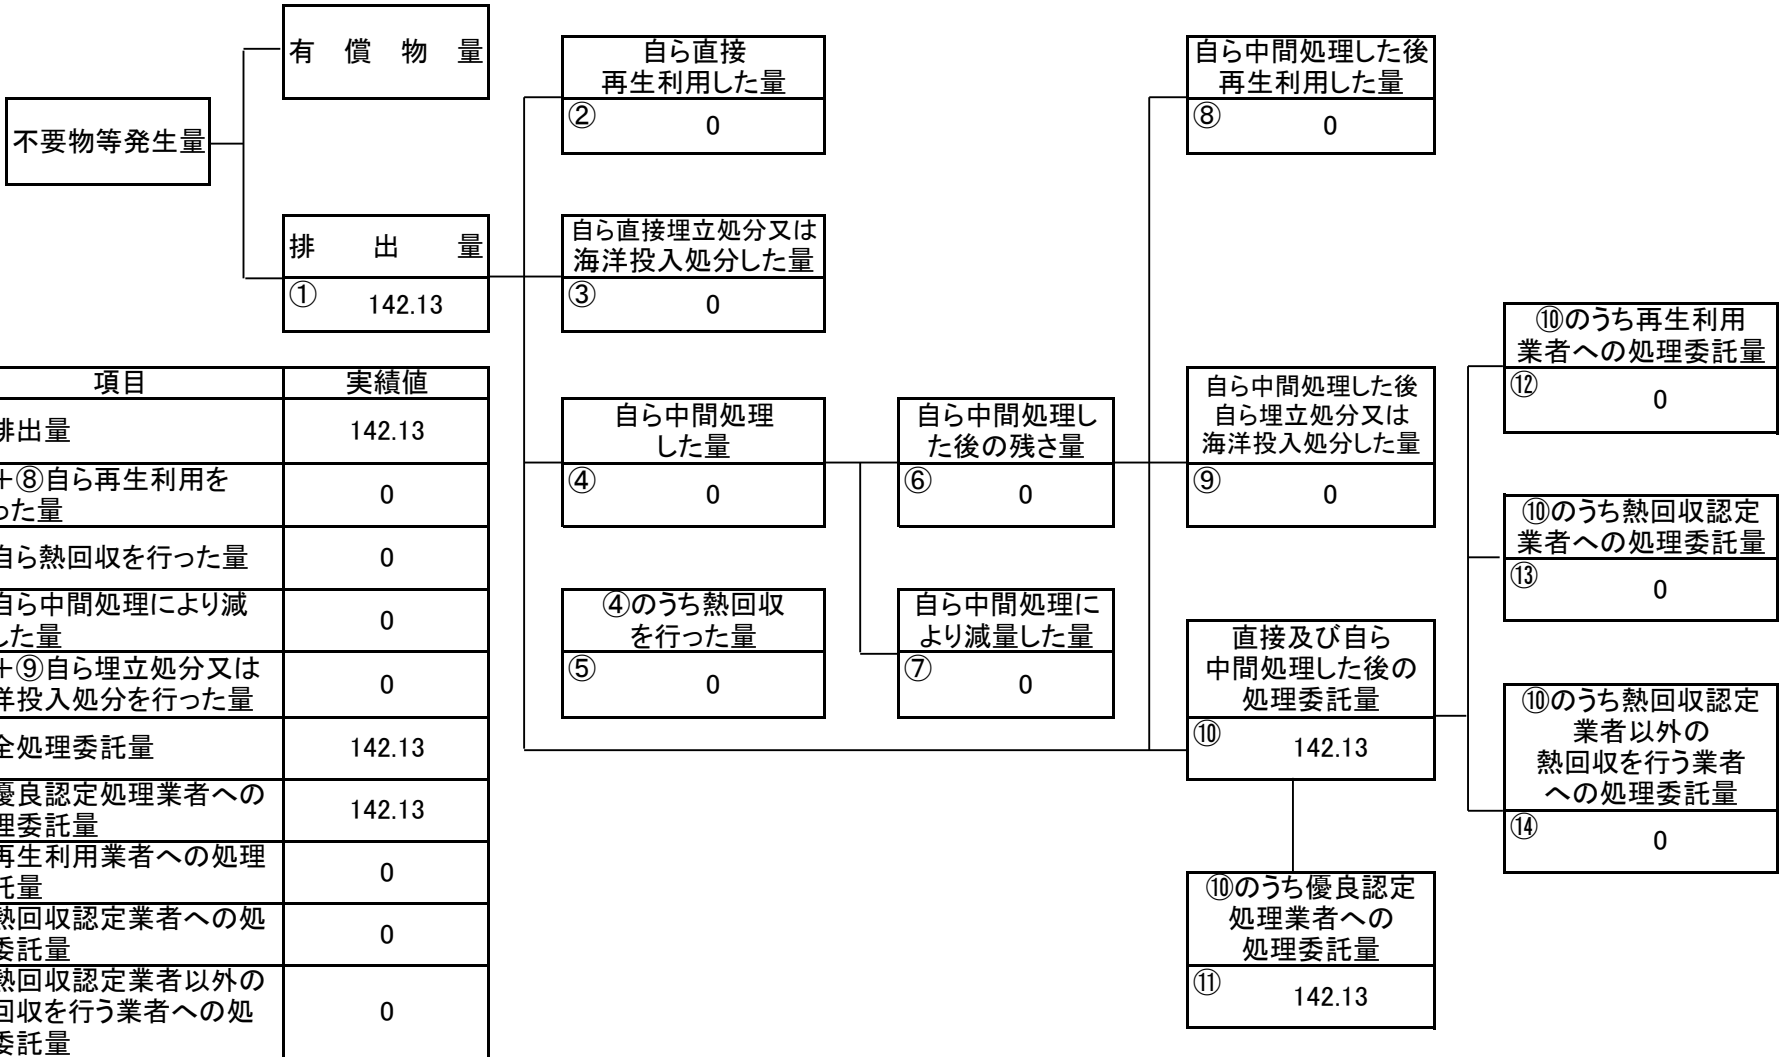 有償物量
不要物等発生量
排出量
① 142.13
自ら直接
再生利用した量
② 0
自ら直接埋立処分又は
海洋投入処分した量
③ 0
自ら中間処理
した量
④ 0
④のうち熱回収
を行った量
⑤ 0
自ら中間処理し
た後の残さ量
⑥ 0
自ら中間処理に
より減量した量
⑦ 0
自ら中間処理した後
再生利用した量
⑧ 0
自ら中間処理した後
自ら埋立処分又は
海洋投入処分した量
⑨ 0
直接及び自ら
中間処理した後の
処理委託量
⑩ 142.13
⑩のうち優良認定
処理業者への
処理委託量
⑪ 142.13
⑩のうち再生利用
業者への処理委託量
⑫ 0
⑩のうち熱回収認定
業者への処理委託量
⑬ 0
⑩のうち熱回収認定
業者以外の
熱回収を行う業者
への処理委託量
⑭ 0
項目 実績値
排出量 142.13
+⑧自ら再生利用を
った量 0
自ら熱回収を行った量 0
自ら中間処理により減
した量 0
+⑨自ら埋立処分又は
洋投入処分を行った量 0
全処理委託量 142.13
優良認定処理業者への
理委託量 142.13
再生利用業者への処理
託量 0
熱回収認定業者への処
委託量 0
熱回収認定業者以外の
回収を行う業者への処
委託量 0